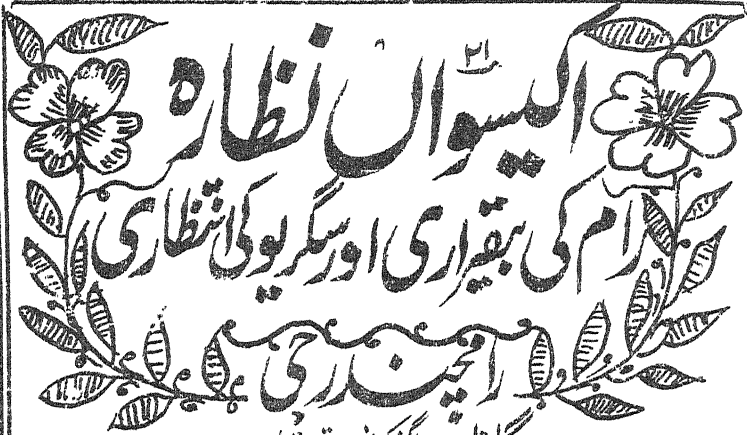 اکیسواں ۲۱ نظارہ
رام کی بیقراری اور سگریو کی انتظاری
رامچندر جی